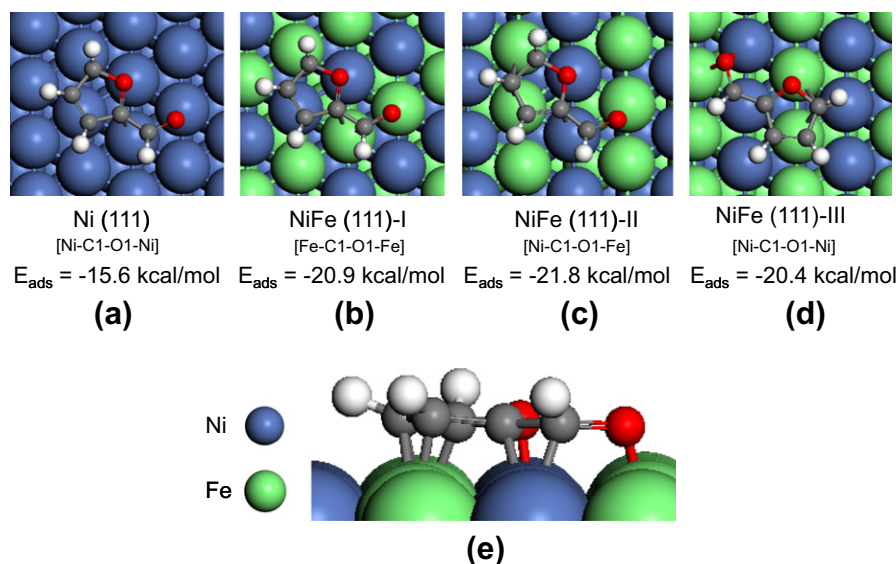 Ni (111)
[Ni-C1-O1-Ni]
Eads = -15.6 kcal/mol
(a)
NiFe (111)-I
[Fe-C1-O1-Fe]
Eads = -20.9 kcal/mol
(b)
NiFe (111)-II
[Ni-C1-O1-Fe]
Eads = -21.8 kcal/mol
(c)
NiFe (111)-III
[Ni-C1-O1-Ni]
Eads = -20.4 kcal/mol
(d)
Ni
Fe
(e)